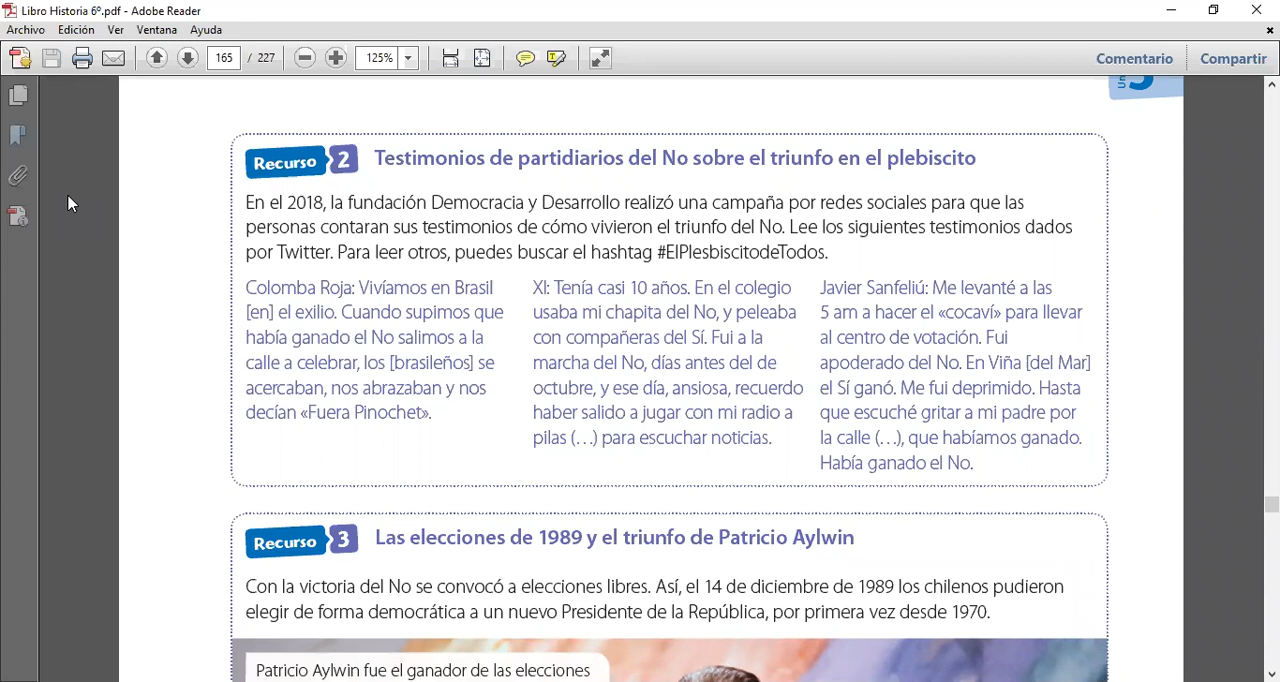 Libro Historia 6º.pdf - Adobe Reader
Archivo Edición Ver Ventana Ayuda
165 / 227 125% Comentario Compartir
Recurso 2 Testimonios de partidiarios del No sobre el triunfo en el plebiscito
En el 2018, la fundación Democracia y Desarrollo realizó una campaña por redes sociales para que las
personas contaran sus testimonios de cómo vivieron el triunfo del No. Lee los siguientes testimonios dados
por Twitter. Para leer otros, puedes buscar el hashtag #ElPlesbiscitodeTodos.
Colomba Roja: Vivíamos en Brasil
[en] el exilio. Cuando supimos que
había ganado el No salimos a la
calle a celebrar, los [brasileños] se
acercaban, nos abrazàban y nos
decían «Fuera Pinochet».
XI: Tenía casi 10 años. En el colegio
usaba mi chapita del No, y peleaba
con compañeras del Sí. Fui a la
marcha del No, días antes del de
octubre, y ese día, ansiosa, recuerdo
haber salido a jugar con mi radio a
pilas (…) para escuchar noticias.
Javier Sanfeliú: Me levanté a las
5 am a hacer el «cocaví» para llevar
al centro de votación. Fui
apoderado del No. En Viña [del Mar]
el Sí ganó. Me fui deprimido. Hasta
que escuché gritar a mi padre por
la calle (…), que habíamos ganado.
Había ganado el No.
Recurso 3 Las elecciones de 1989 y el triunfo de Patricio Aylwin
Con la victoria del No se convocó a elecciones libres. Así, el 14 de diciembre de 1989 los chilenos pudieron
elegir de forma democrática a un nuevo Presidente de la República, por primera vez desde 1970.
Patricio Aylwin fue el ganador de las elecciones